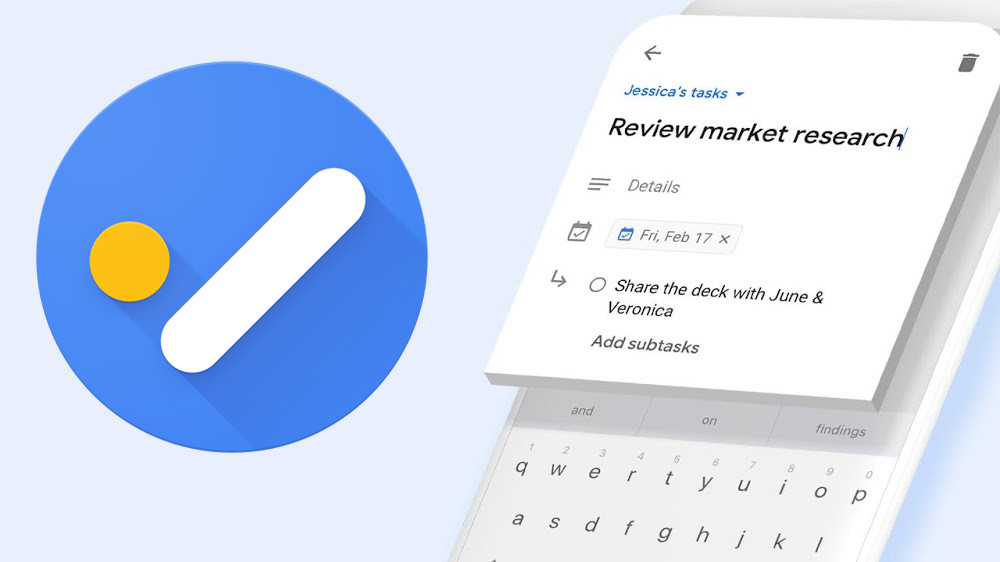 Jessica's tasks
Review market research
Details
Fri, Feb 17
Share the deck with June &
Veronica
Add subtasks
and on findings
1 2 3 4 5 6 7 8 9 0
q w e r t y u i o p
a s d f g h j k l